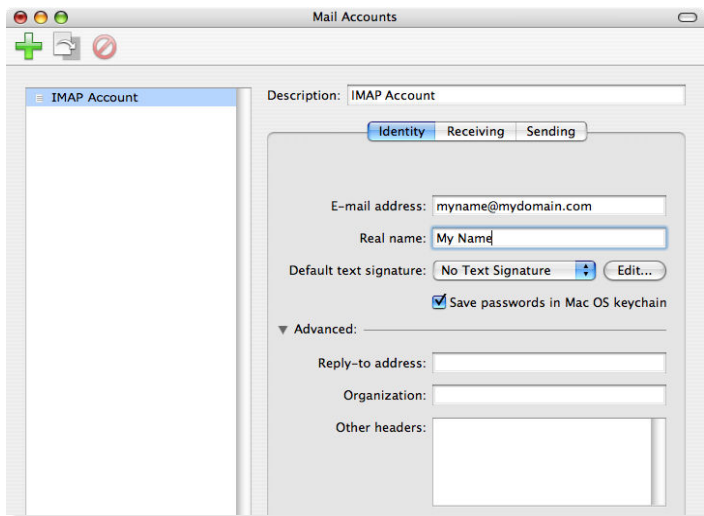 Mail Accounts
IMAP Account
Description: IMAP Account
Identity Receiving Sending
E-mail address: myname@mydomain.com
Real name: My Name
Default text signature: No Text Signature Edit...
Save passwords in Mac OS keychain
Advanced:
Reply-to address:
Organization:
Other headers: